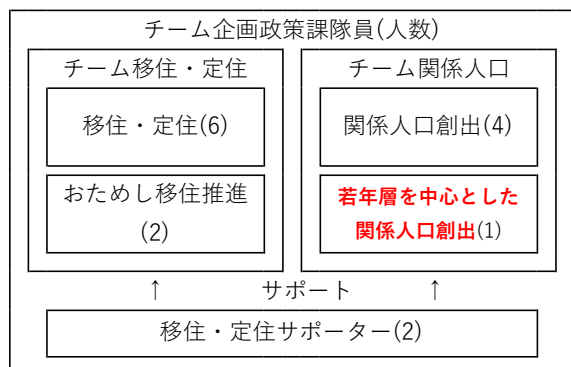 チーム企画政策課隊員(人数)
チーム移住・定住
移住・定住(6)
おためし移住推進
(2)
チーム関係人口
関係人口創出(4)
若年層を中心とした
関係人口創出(1)
↑ サポート ↑
移住・定住サポーター(2)